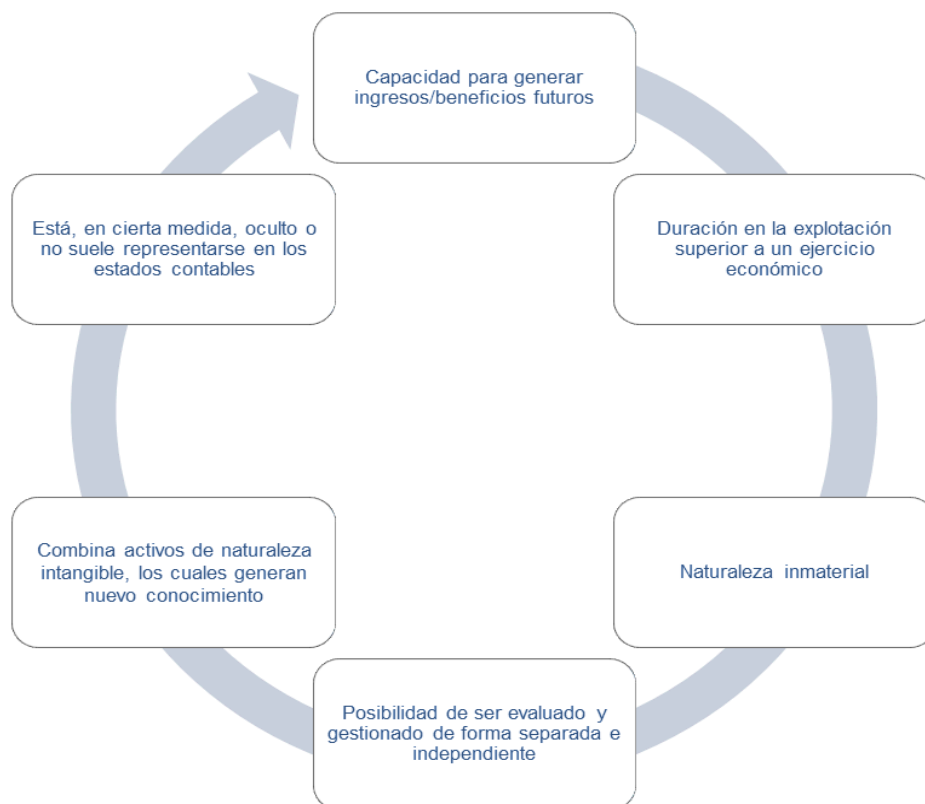 Capacidad para generar
ingresos/beneficios futuros
Duración en la explotación
superior a un ejercicio
económico
Naturaleza inmaterial
Posibilidad de ser evaluado y
gestionado de forma separada e
independiente
Combina activos de naturaleza
intangible, los cuales generan
nuevo conocimiento
Está, en cierta medida, oculto o
no suele representarse en los
estados contables